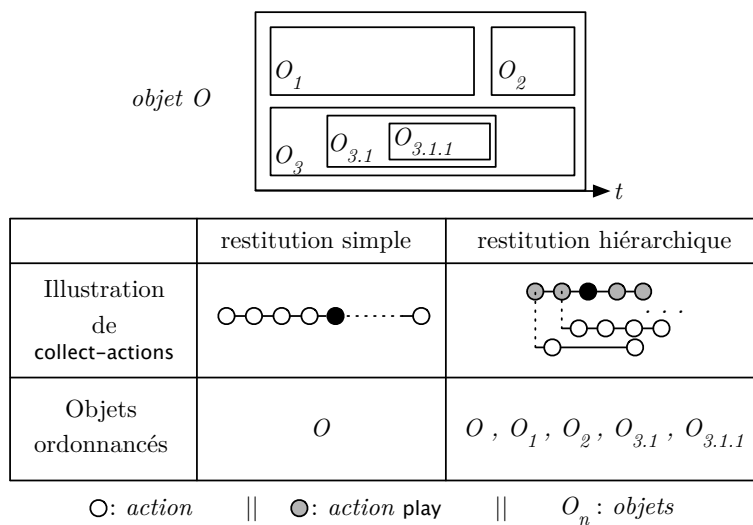 objet O
O1
O2
O3
O3.1
O3.1.1
t
restitution simple
restitution hiérarchique
Illustration
de
collect-actions
Objets
ordonnancés
O
O , O1 , O2 , O3.1 , O3.1.1
: action || : action play || On : objets